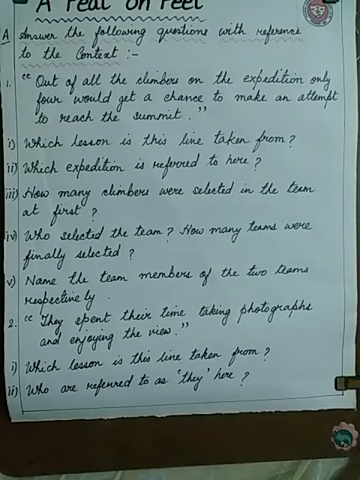 A Feat on Feet
A Answer the following questions with reference
to the Context :-
1. "Out of all the climbers on the expedition only
four would get a chance to make an attempt
to reach the summit."
i) Which lesson is this line taken from?
ii) Which expedition is referred to here?
iii) How many climbers were selected in the team
at first?
iv) Who selected the team? How many teams were
finally selected?
v) Name the team members of the two teams
respectively.
2. "They spent their time taking photographs
and enjoying the view."
i) Which lesson is this line taken from?
ii) Who are referred to as 'they' here?